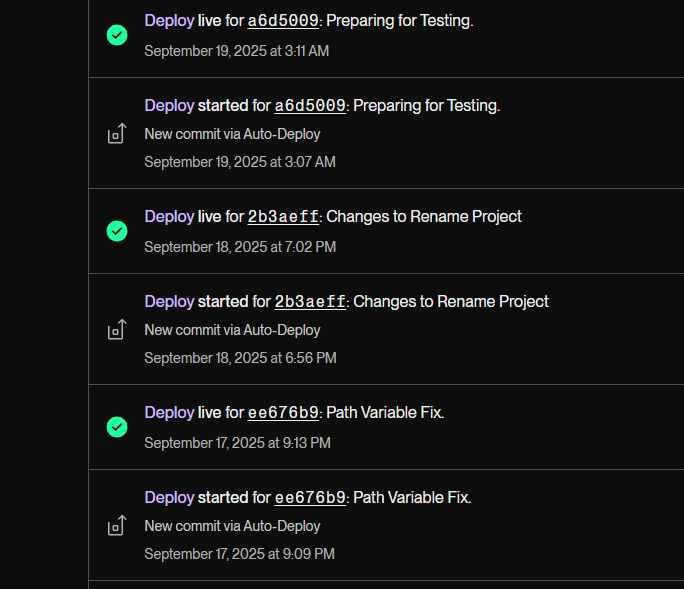 Deploy live for a6d5009: Preparing for Testing.
September 19, 2025 at 3:11 AM
Deploy started for a6d5009: Preparing for Testing.
New commit via Auto-Deploy
September 19, 2025 at 3:07 AM
Deploy live for 2b3aeff: Changes to Rename Project
September 18, 2025 at 7:02 PM
Deploy started for 2b3aeff: Changes to Rename Project
New commit via Auto-Deploy
September 18, 2025 at 6:56 PM
Deploy live for ee676b9: Path Variable Fix.
September 17, 2025 at 9:13 PM
Deploy started for ee676b9: Path Variable Fix.
New commit via Auto-Deploy
September 17, 2025 at 9:09 PM